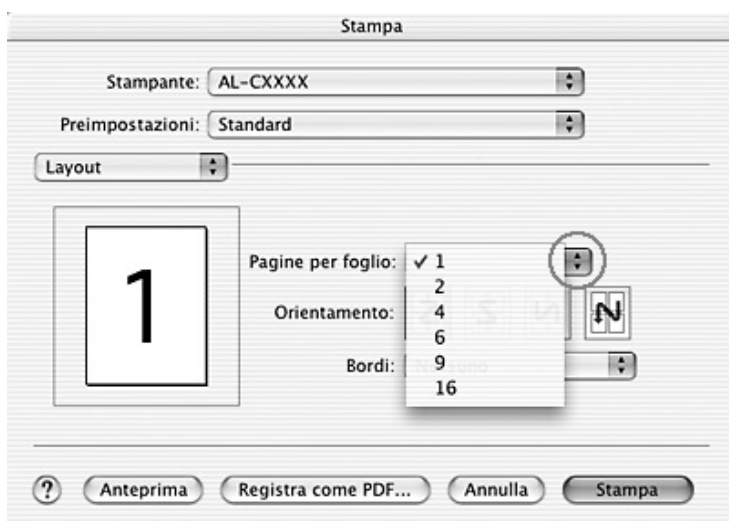 Stampa
Stampante: AL-CXXXX
Preimpostazioni: Standard
Layout
1
Pagine per foglio: ✓ 1
2
4
6
9
16
Orientamento:
Bordi: Nessuno
? Anteprima Registra come PDF... Annulla Stampa